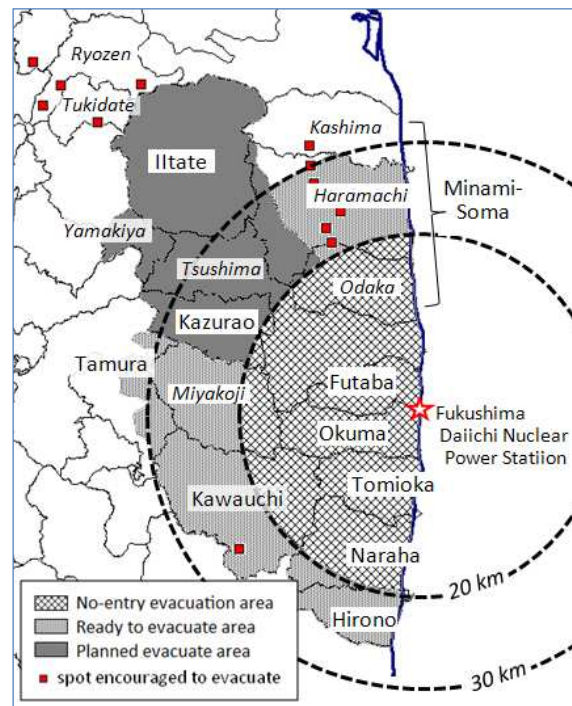 Ryozen
Tukidate
Kashima
IItate
Haramachi
Minami-
Soma
Yamakiya
Tsushima
Odaka
Kazurao
Tamura
Miyakoji
Futaba
Fukushima
Daiichi Nuclear
Power Statiion
Okuma
Tomioka
Kawauchi
Naraha
20 km
Hirono
30 km
No-entry evacuation area
Ready to evacuate area
Planned evacuate area
spot encouraged to evacuate